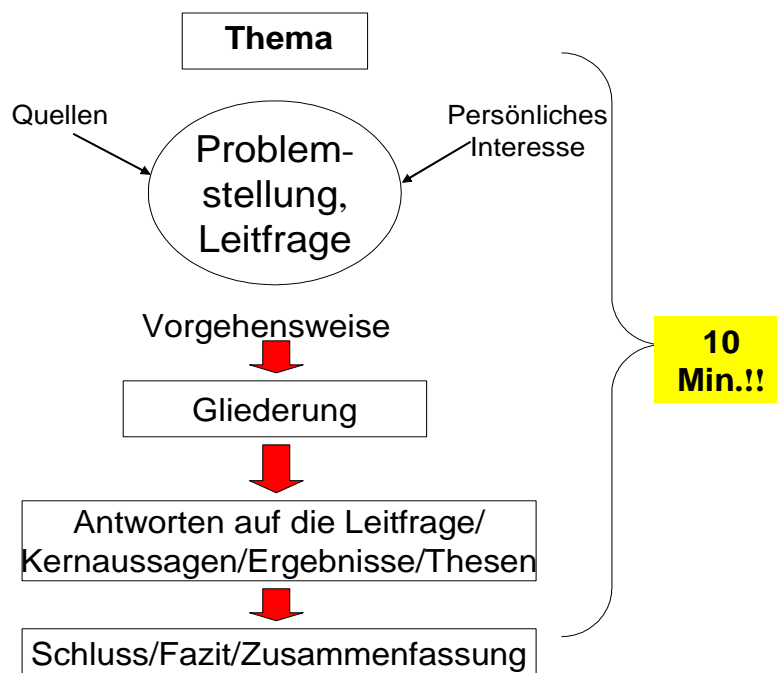 Thema
Quellen
Persönliches
Interesse
Problem-
stellung,
Leitfrage
Vorgehensweise
10
Min.!!
Gliederung
Antworten auf die Leitfrage/
Kernaussagen/Ergebnisse/Thesen
Schluss/Fazit/Zusammenfassung